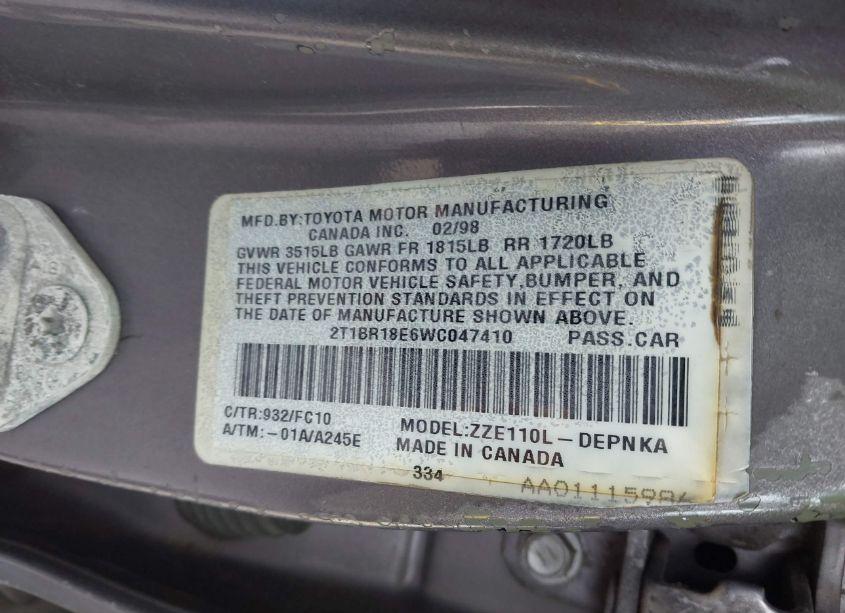 MFD.BY:TOYOTA MOTOR MANUFACTURING
CANADA INC. 02/98
GVWR 3515LB GAWR FR 1815LB RR 1720LB
THIS VEHICLE CONFORMS TO ALL APPLICABLE
FEDERAL MOTOR VEHICLE SAFETY,BUMPER, AND
THEFT PREVENTION STANDARDS IN EFFECT ON
THE DATE OF MANUFACTURE SHOWN ABOVE.
2T1BR18E6WC047410 PASS.CAR
C/TR:932/FC10
A/TM:-01A/A245E
MODEL:ZZE110L-DEPNKA
MADE IN CANADA
334